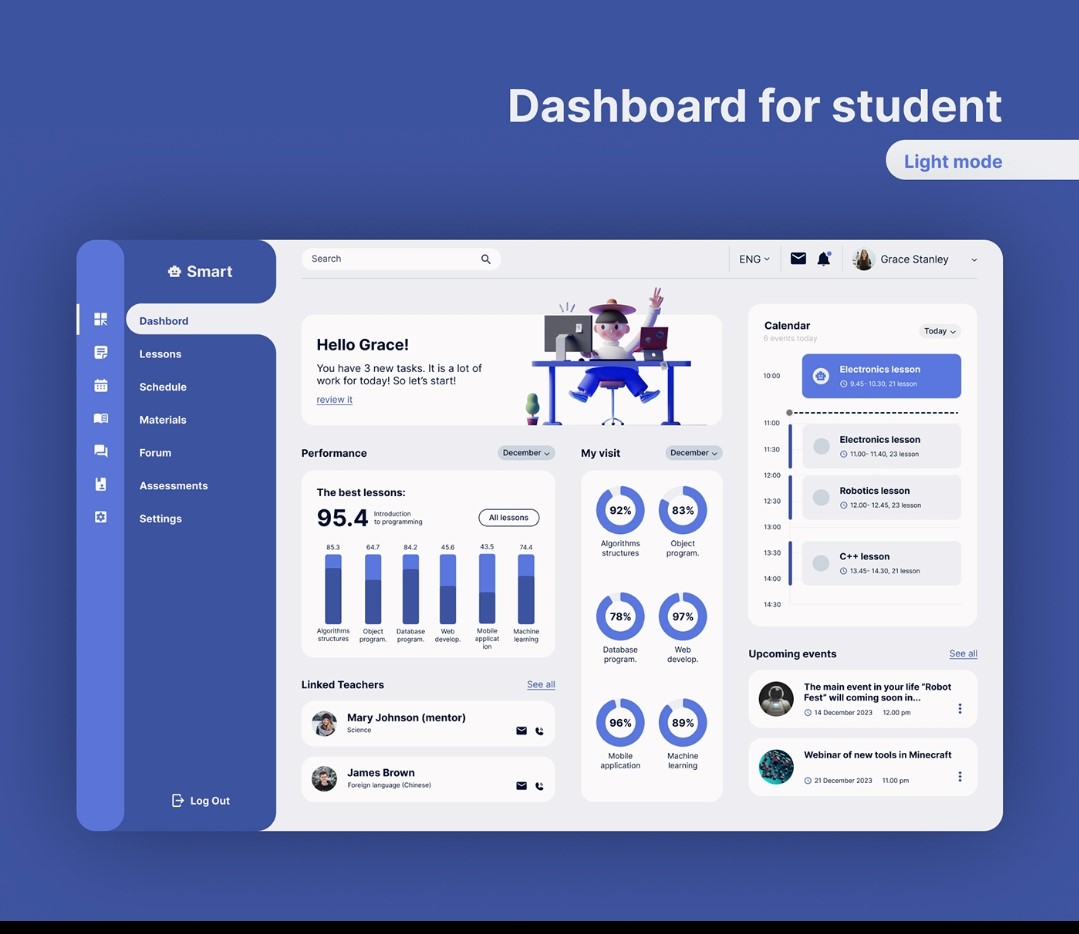 Dashboard for student
Light mode
Smart
Dashbord
Lessons
Schedule
Materials
Forum
Assessments
Settings
Log Out
Search
ENG
Grace Stanley
Hello Grace!
You have 3 new tasks. It is a lot of
work for today! So let's start!
review it
Performance
December
The best lessons:
95.4
Introduction
to programming
All lessons
85.3
64.7
84.2
45.6
43.5
74.4
Algorithms
structures
Object
program.
Database
program.
Web
develop.
Mobile
applicat
ion
Machine
learning
Linked Teachers
See all
Mary Johnson (mentor)
Science
James Brown
Foreign language (Chinese)
My visit
December
92%
Algorithms
structures
83%
Object
program.
78%
Database
program.
97%
Web
develop.
96%
Mobile
application
89%
Machine
learning
Calendar
6 events today
Today
10:00
Electronics lesson
9.45- 10.30, 21 lesson
11:00
11:30
Electronics lesson
11.00- 11.40, 23 lesson
12:00
12:30
Robotics lesson
12.00- 12.45, 23 lesson
13:00
13:30
C++ lesson
13.45- 14.30, 21 lesson
14:00
14:30
Upcoming events
See all
The main event in your life "Robot
Fest" will coming soon in...
14 December 2023 12.00 pm
Webinar of new tools in Minecraft
21 December 2023 11.00 pm